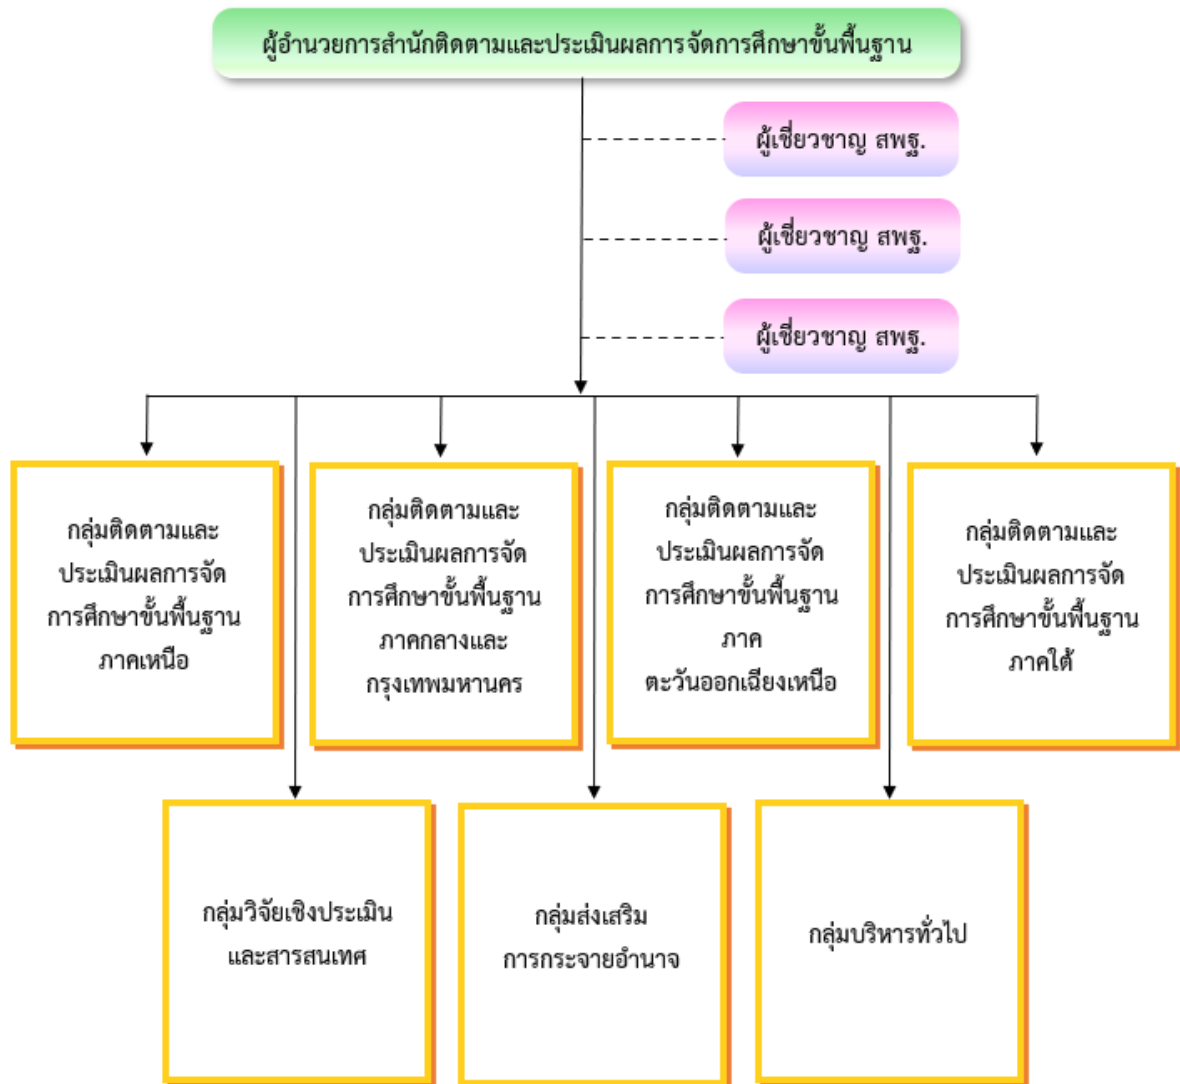 ผู้อำนวยการสำนักติดตามและประเมินผลการจัดการศึกษาขั้นพื้นฐาน
ผู้เชี่ยวชาญ สพฐ.
ผู้เชี่ยวชาญ สพฐ.
ผู้เชี่ยวชาญ สพฐ.
กลุ่มติดตามและ
ประเมินผลการจัด
การศึกษาขั้นพื้นฐาน
ภาคเหนือ
กลุ่มติดตามและ
ประเมินผลการจัด
การศึกษาขั้นพื้นฐาน
ภาคกลางและ
กรุงเทพมหานคร
กลุ่มติดตามและ
ประเมินผลการจัด
การศึกษาขั้นพื้นฐาน
ภาค
ตะวันออกเฉียงเหนือ
กลุ่มติดตามและ
ประเมินผลการจัด
การศึกษาขั้นพื้นฐาน
ภาคใต้
กลุ่มวิจัยเชิงประเมิน
และสารสนเทศ
กลุ่มส่งเสริม
การกระจายอำนาจ
กลุ่มบริหารทั่วไป